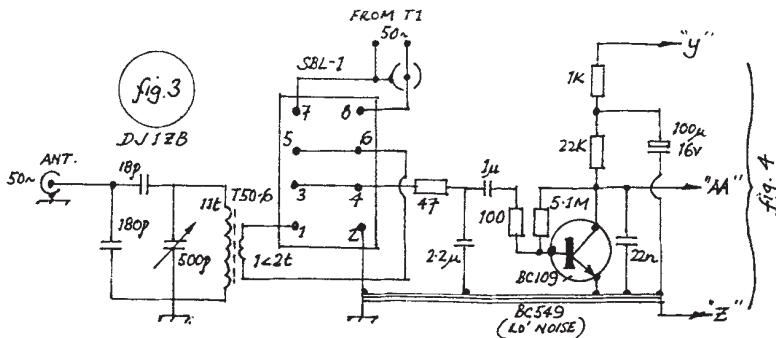 FROM T1
50~
SBL-1
fig.3
DJ1ZB
7
8
5
6
3
4
1
2
ANT.
50~
18p
180p
500p
11t
T50-6
1<2t
47
1µ
100
2·2µ
5·1M
BC109
22n
1K
22K
100µ
16v
"Y"
"AA"
"Z"
BC549
(LO' NOISE)
fig. 4